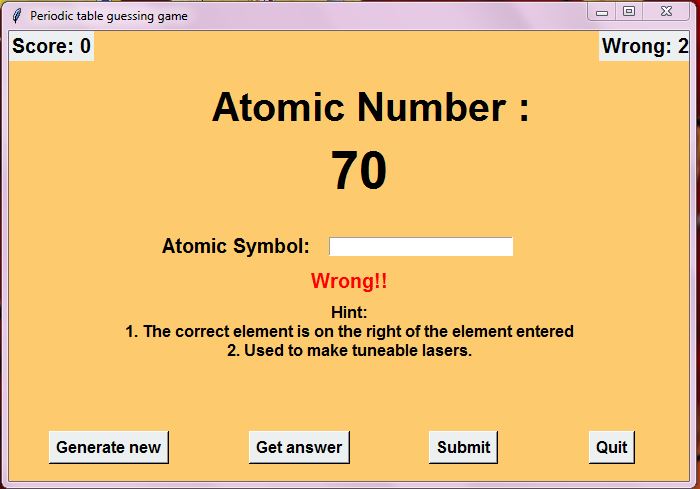 Periodic table guessing game
Score: 0
Wrong: 2
Atomic Number :
70
Atomic Symbol:
Wrong!!
Hint:
1. The correct element is on the right of the element entered
2. Used to make tuneable lasers.
Generate new
Get answer
Submit
Quit